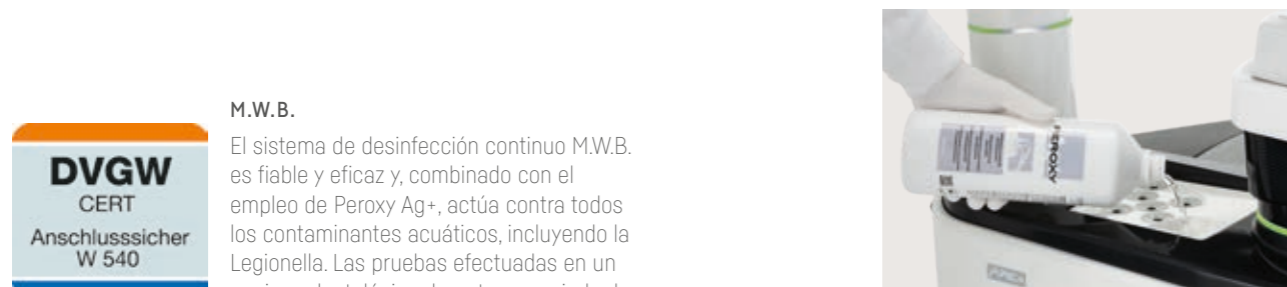 M.W.B.
El sistema de desinfección continuo M.W.B.
es fiable y eficaz y, combinado con el
empleo de Peroxy Ag+, actúa contra todos
los contaminantes acuáticos, incluyendo la
Legionella. Las pruebas efectuadas en un
DVGW
CERT
Anschlusssicher
W 540
PEROXY